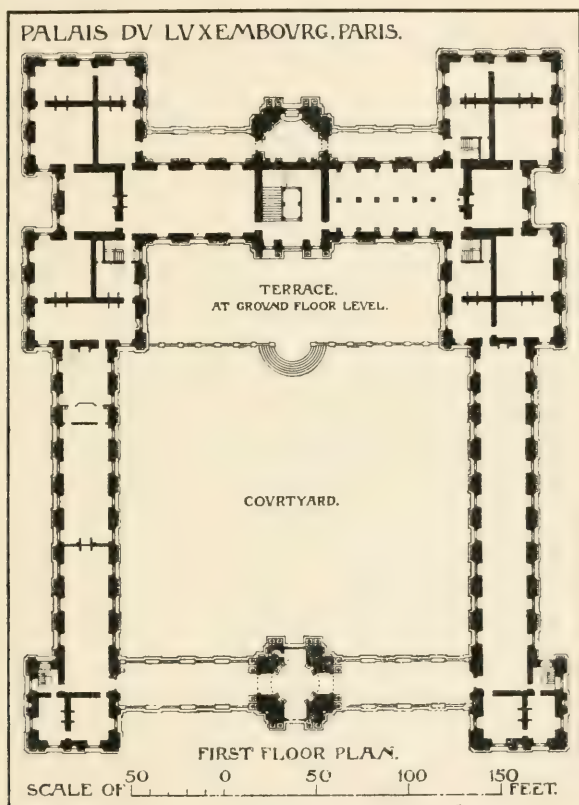 PALAIS DV LVXEMBOVRG, PARIS.
TERRACE.
AT GROVND FLOOR LEVEL.
COVRTYARD.
FIRST FLOOR PLAN.
SCALE OF 50 0 50 100 150 FEET.